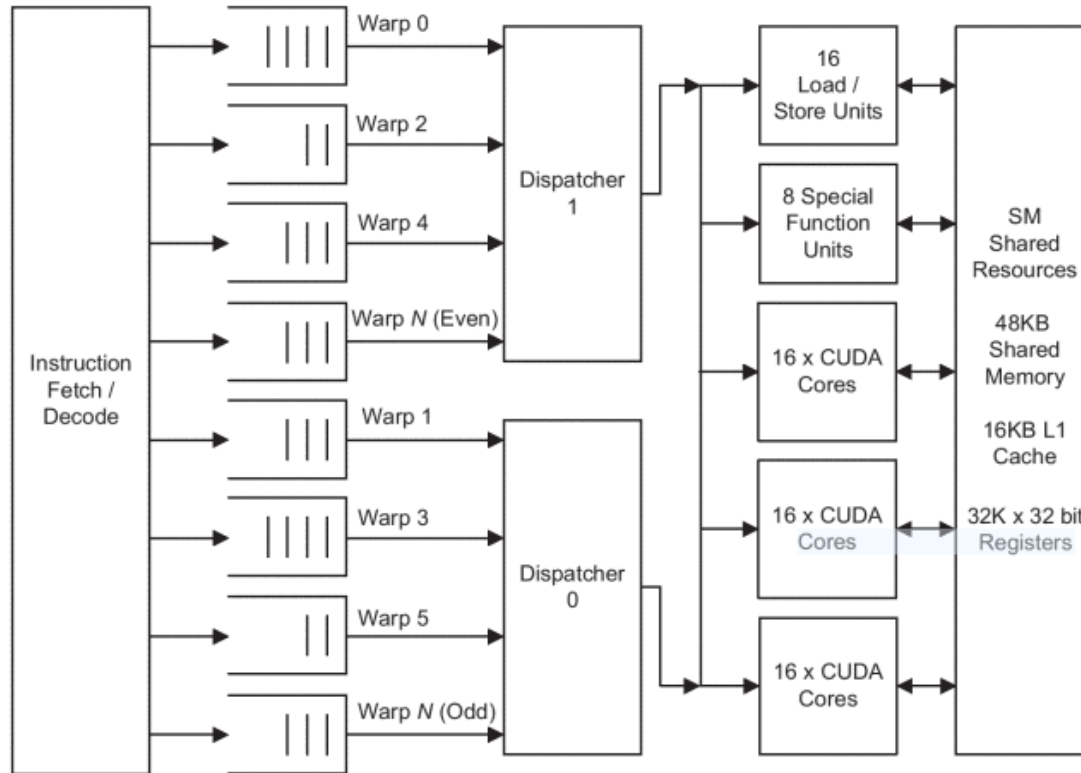 Instruction
Fetch /
Decode
Warp 0
Warp 2
Warp 4
Warp N (Even)
Warp 1
Warp 3
Warp 5
Warp N (Odd)
Dispatcher
1
Dispatcher
0
16
Load /
Store Units
8 Special
Function
Units
16 x CUDA
Cores
16 x CUDA
Cores
16 x CUDA
Cores
SM
Shared
Resources
48KB
Shared
Memory
16KB L1
Cache
32K x 32 bit
Registers